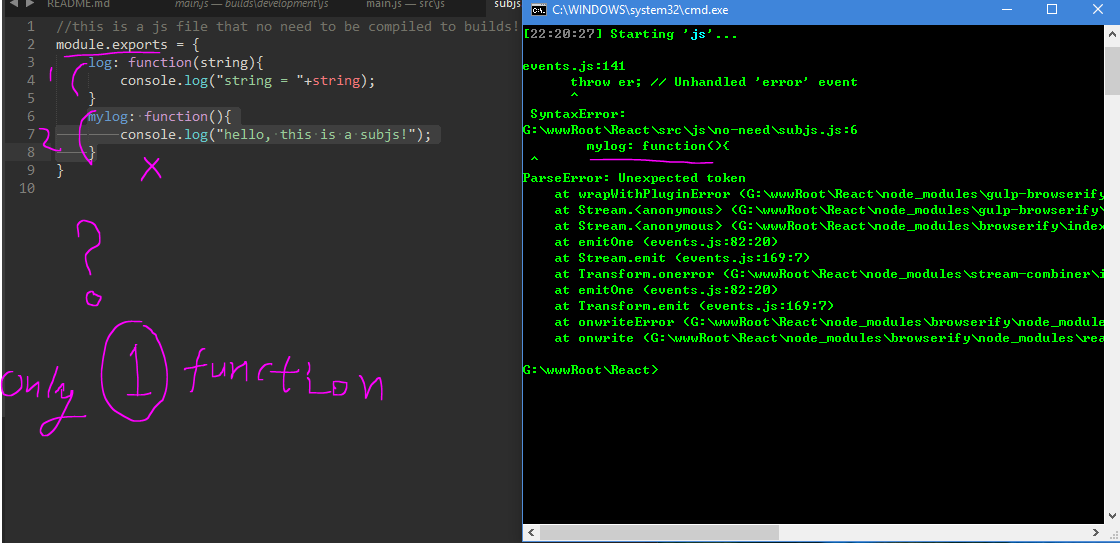 README.md main.js — builds\development\js main.js — src\js subjs
1 //this is a js file that no need to be compiled to builds!
2 module.exports = {
3 log: function(string){
4 console.log("string = "+string);
5 }
6 mylog: function(){
7 console.log("hello, this is a subjs!");
8 }
9 }
10
1
2
x
?
only 1 function
C:\WINDOWS\system32\cmd.exe
[22:20:27] Starting 'js'...
events.js:141
throw er; // Unhandled 'error' event
^
SyntaxError:
G:\wwwRoot\React\src\js\no-need\subjs.js:6
mylog: function(){
^
ParseError: Unexpected token
at wrapWithPluginError (G:\wwwRoot\React\node_modules\gulp-browserify
at Stream.<anonymous> (G:\wwwRoot\React\node_modules\gulp-browserify\
at Stream.<anonymous> (G:\wwwRoot\React\node_modules\browserify\index
at emitOne (events.js:82:20)
at Stream.emit (events.js:169:7)
at Transform.onerror (G:\wwwRoot\React\node_modules\stream-combiner\i
at emitOne (events.js:82:20)
at Transform.emit (events.js:169:7)
at onwriteError (G:\wwwRoot\React\node_modules\browserify\node_module
at onwrite (G:\wwwRoot\React\node_modules\browserify\node_modules\rea
G:\wwwRoot\React>